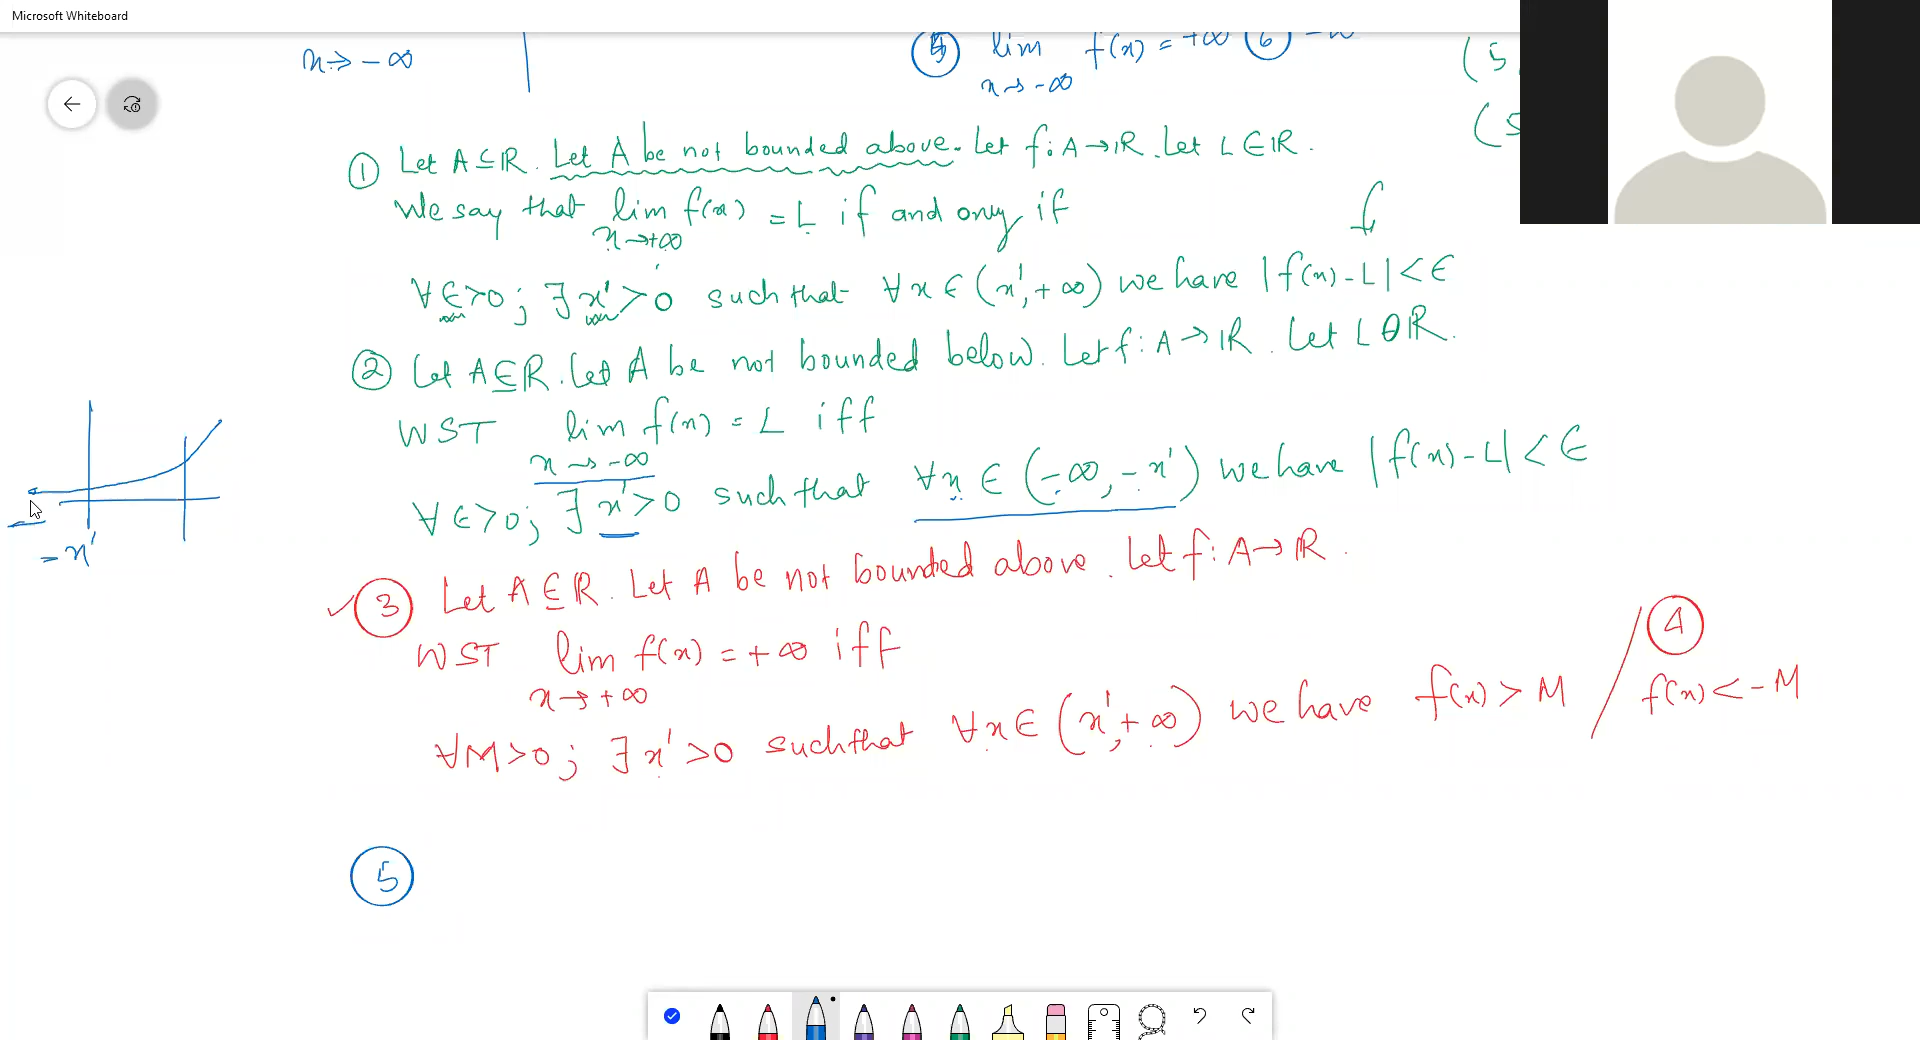 Microsoft Whiteboard
x → -∞
⑤ lim f(x) = +∞ ⑥ -∞
x → -∞
(5
(5
① Let A ⊆ ℝ. Let A be not bounded above. Let f: A → ℝ. Let L ∈ ℝ.
We say that lim f(x) = L if and only if
x → +∞
∀ ∈ > 0; ∃ x' > 0 such that ∀ x ∈ (x', +∞) we have |f(x) - L| < ∈
② Let A ⊆ ℝ. Let A be not bounded below. Let f: A → ℝ. Let L ∈ ℝ.
WST lim f(x) = L iff
x → -∞
∀ ∈ > 0; ∃ x' > 0 such that ∀ x ∈ (-∞, -x') we have |f(x) - L| < ∈
-x'
③ Let A ⊆ ℝ. Let A be not bounded above. Let f: A → ℝ.
WST lim f(x) = +∞ iff
x → +∞
∀ M > 0; ∃ x' > 0 such that ∀ x ∈ (x', +∞) we have f(x) > M / ④ f(x) < -M
⑤